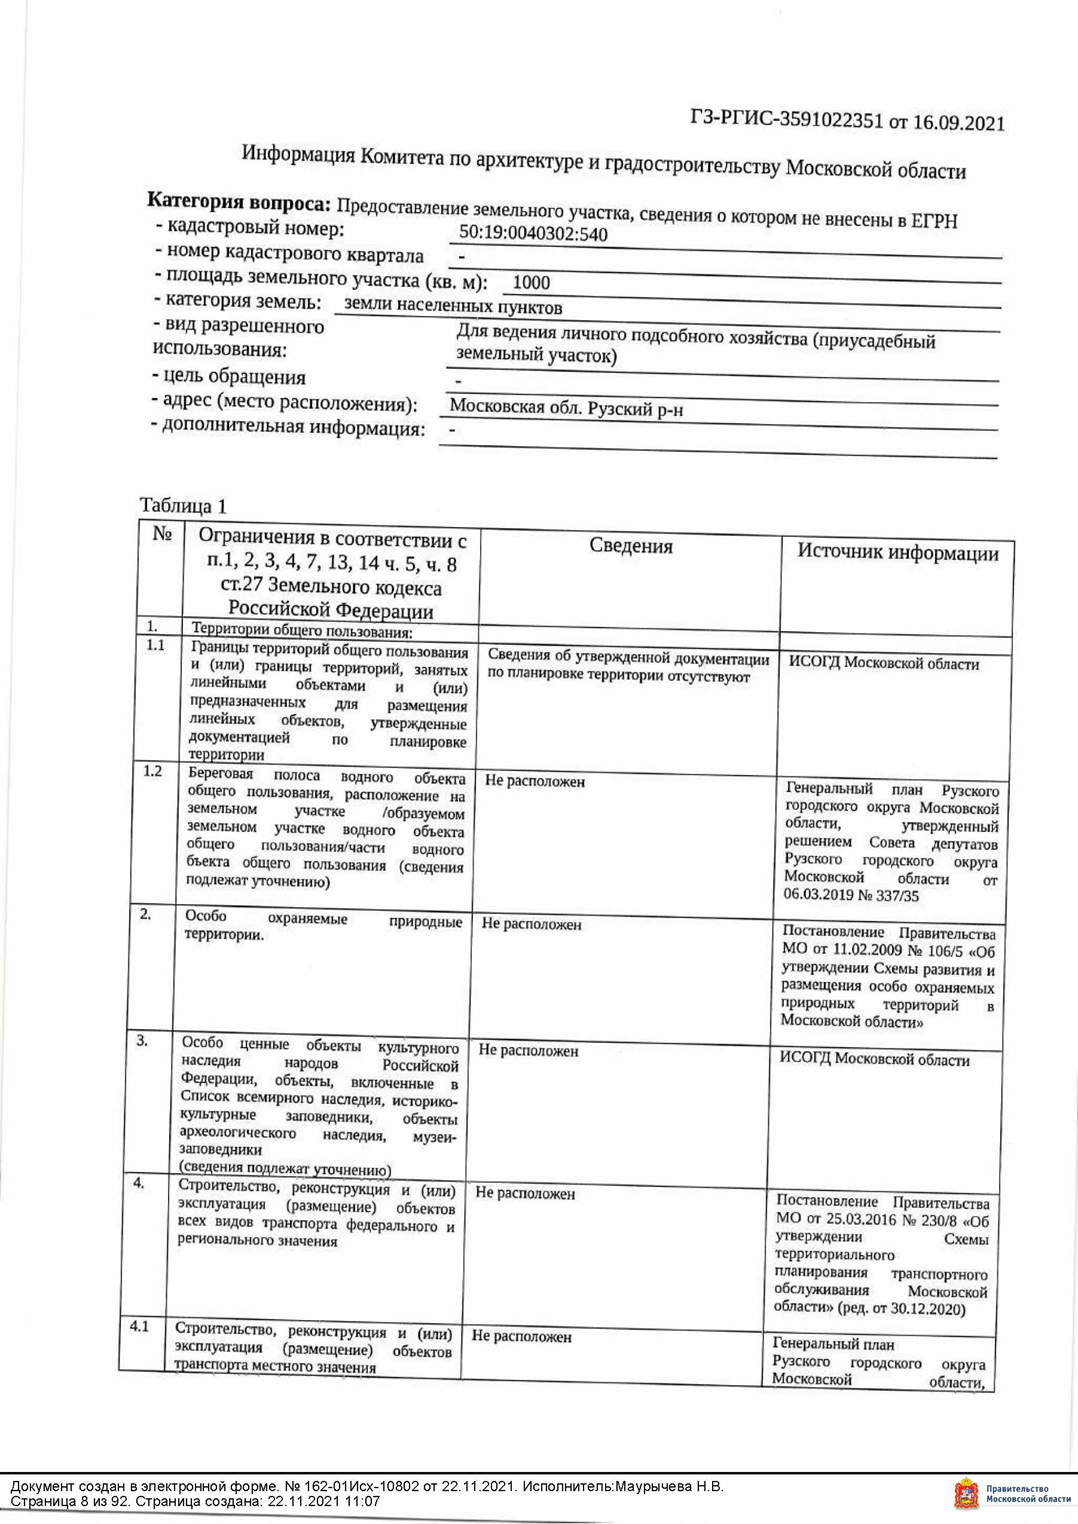 ГЗ-РГИС-3591022351 от 16.09.2021
Информация Комитета по архитектуре и градостроительству Московской области
Категория вопроса: Предоставление земельного участка, сведения о котором не внесены в ЕГРН
- кадастровый номер: 50:19:0040302:540
- номер кадастрового квартала -
- площадь земельного участка (кв. м): 1000
- категория земель: земли населенных пунктов
- вид разрешенного
использования:
Для ведения личного подсобного хозяйства (приусадебный
земельный участок)
- цель обращения -
- адрес (место расположения): Московская обл. Рузский р-н
- дополнительная информация: -
Таблица 1
№
Ограничения в соответствии с
п.1, 2, 3, 4, 7, 13, 14 ч. 5, ч. 8
ст.27 Земельного кодекса
Российской Федерации
Сведения
Источник информации
1.
Территории общего пользования:
1.1
Границы территорий общего пользования
и (или) границы территорий, занятых
линейными объектами и (или)
предназначенных для размещения
линейных объектов, утвержденные
документацией по планировке
территории
Сведения об утвержденной документации
по планировке территории отсутствуют
ИСОГД Московской области
1.2
Береговая полоса водного объекта
общего пользования, расположение на
земельном участке /образуемом
земельном участке водного объекта
общего пользования/части водного
бъекта общего пользования (сведения
подлежат уточнению)
Не расположен
Генеральный план Рузского
городского округа Московской
области, утвержденный
решением Совета депутатов
Рузского городского округа
Московской области от
06.03.2019 № 337/35
2.
Особо охраняемые природные
территории.
Не расположен
Постановление Правительства
МО от 11.02.2009 № 106/5 «Об
утверждении Схемы развития и
размещения особо охраняемых
природных территорий в
Московской области»
3.
Особо ценные объекты культурного
наследия народов Российской
Федерации, объекты, включенные в
Список всемирного наследия, историко-
культурные заповедники, объекты
археологического наследия, музеи-
заповедники
(сведения подлежат уточнению)
Не расположен
ИСОГД Московской области
4.
Строительство, реконструкция и (или)
эксплуатация (размещение) объектов
всех видов транспорта федерального и
регионального значения
Не расположен
Постановление Правительства
МО от 25.03.2016 № 230/8 «Об
утверждении Схемы
территориального
планирования транспортного
обслуживания Московской
области» (ред. от 30.12.2020)
4.1
Строительство, реконструкция и (или)
эксплуатация (размещение) объектов
транспорта местного значения
Не расположен
Генеральный план
Рузского городского округа
Московской области,
Документ создан в электронной форме. № 162-01Исх-10802 от 22.11.2021. Исполнитель:Маурычева Н.В.
Страница 8 из 92. Страница создана: 22.11.2021 11:07
Правительство
Московской области